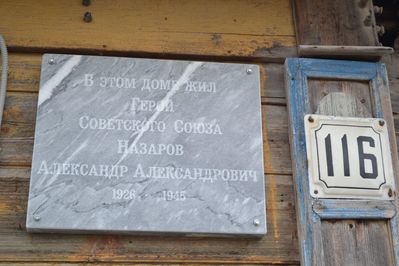 В ЭТОМ ДОМЕ ЖИЛ
ГЕРОЙ
СОВЕТСКОГО СОЮЗА
НАЗАРОВ
АЛЕКСАНДР АЛЕКСАНДРОВИЧ
1926 1945
116